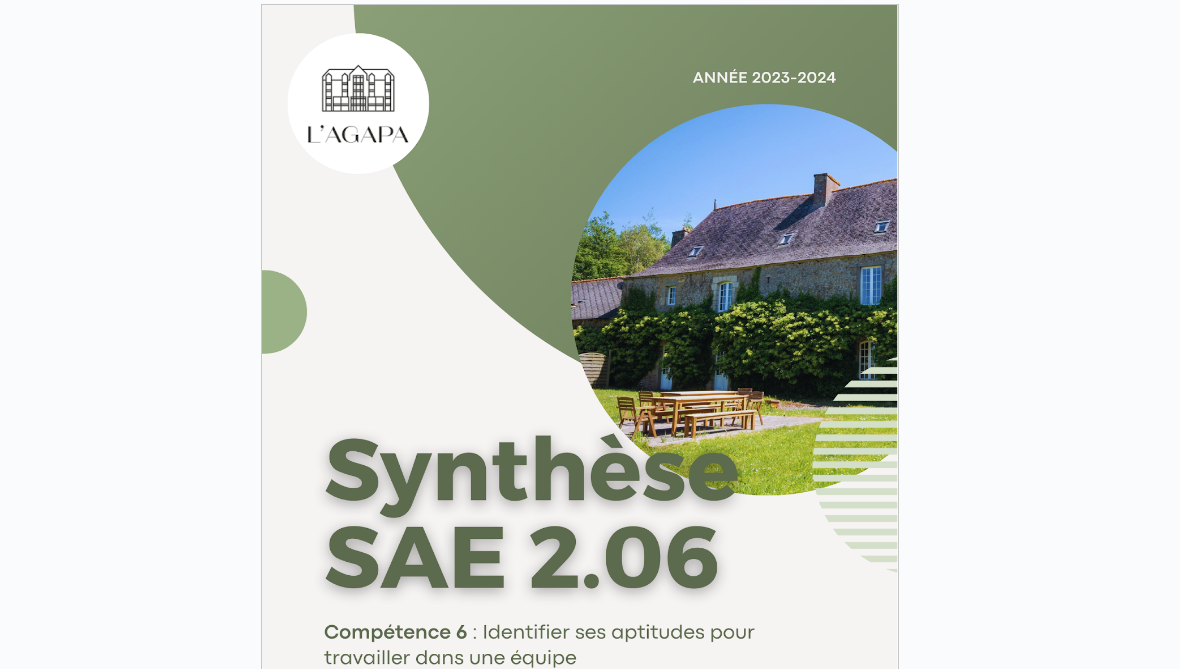 L'AGAPA
ANNÉE 2023-2024
Synthèse
SAE 2.06
Compétence 6 : Identifier ses aptitudes pour
travailler dans une équipe